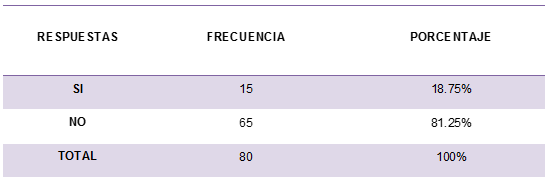 RESPUESTAS FRECUENCIA PORCENTAJE
SI 15 18.75%
NO 65 81.25%
TOTAL 80 100%